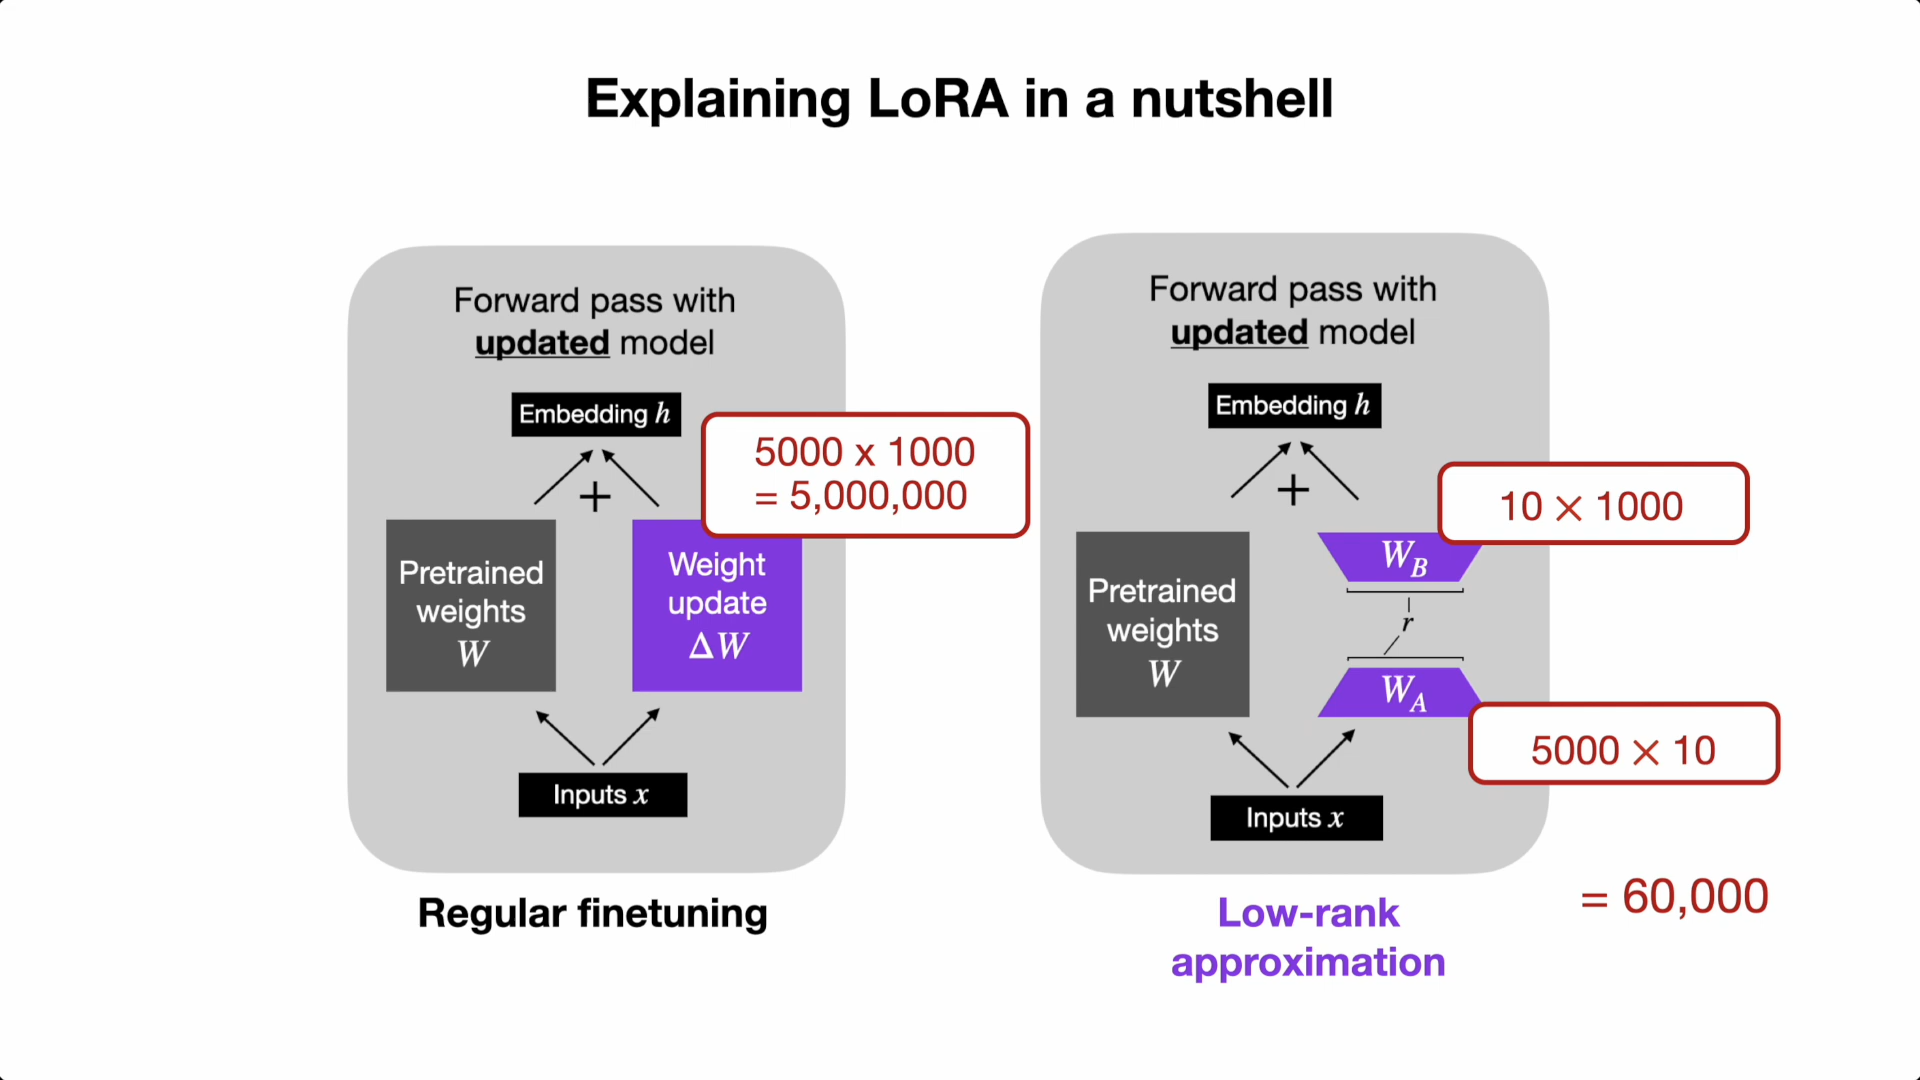 Explaining LoRA in a nutshell
Forward pass with
updated model
Embedding h
+
5000 x 1000
= 5,000,000
Pretrained
weights
W
Weight
update
ΔW
Inputs x
Regular finetuning
Forward pass with
updated model
Embedding h
+
10 × 1000
Pretrained
weights
W
W_B
r
W_A
5000 × 10
Inputs x
= 60,000
Low-rank
approximation